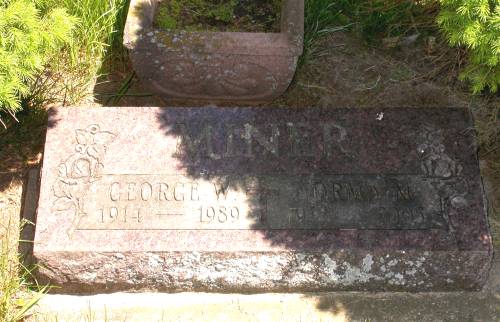 MINER
GEORGE W. NORMA M.
1914 — 1989